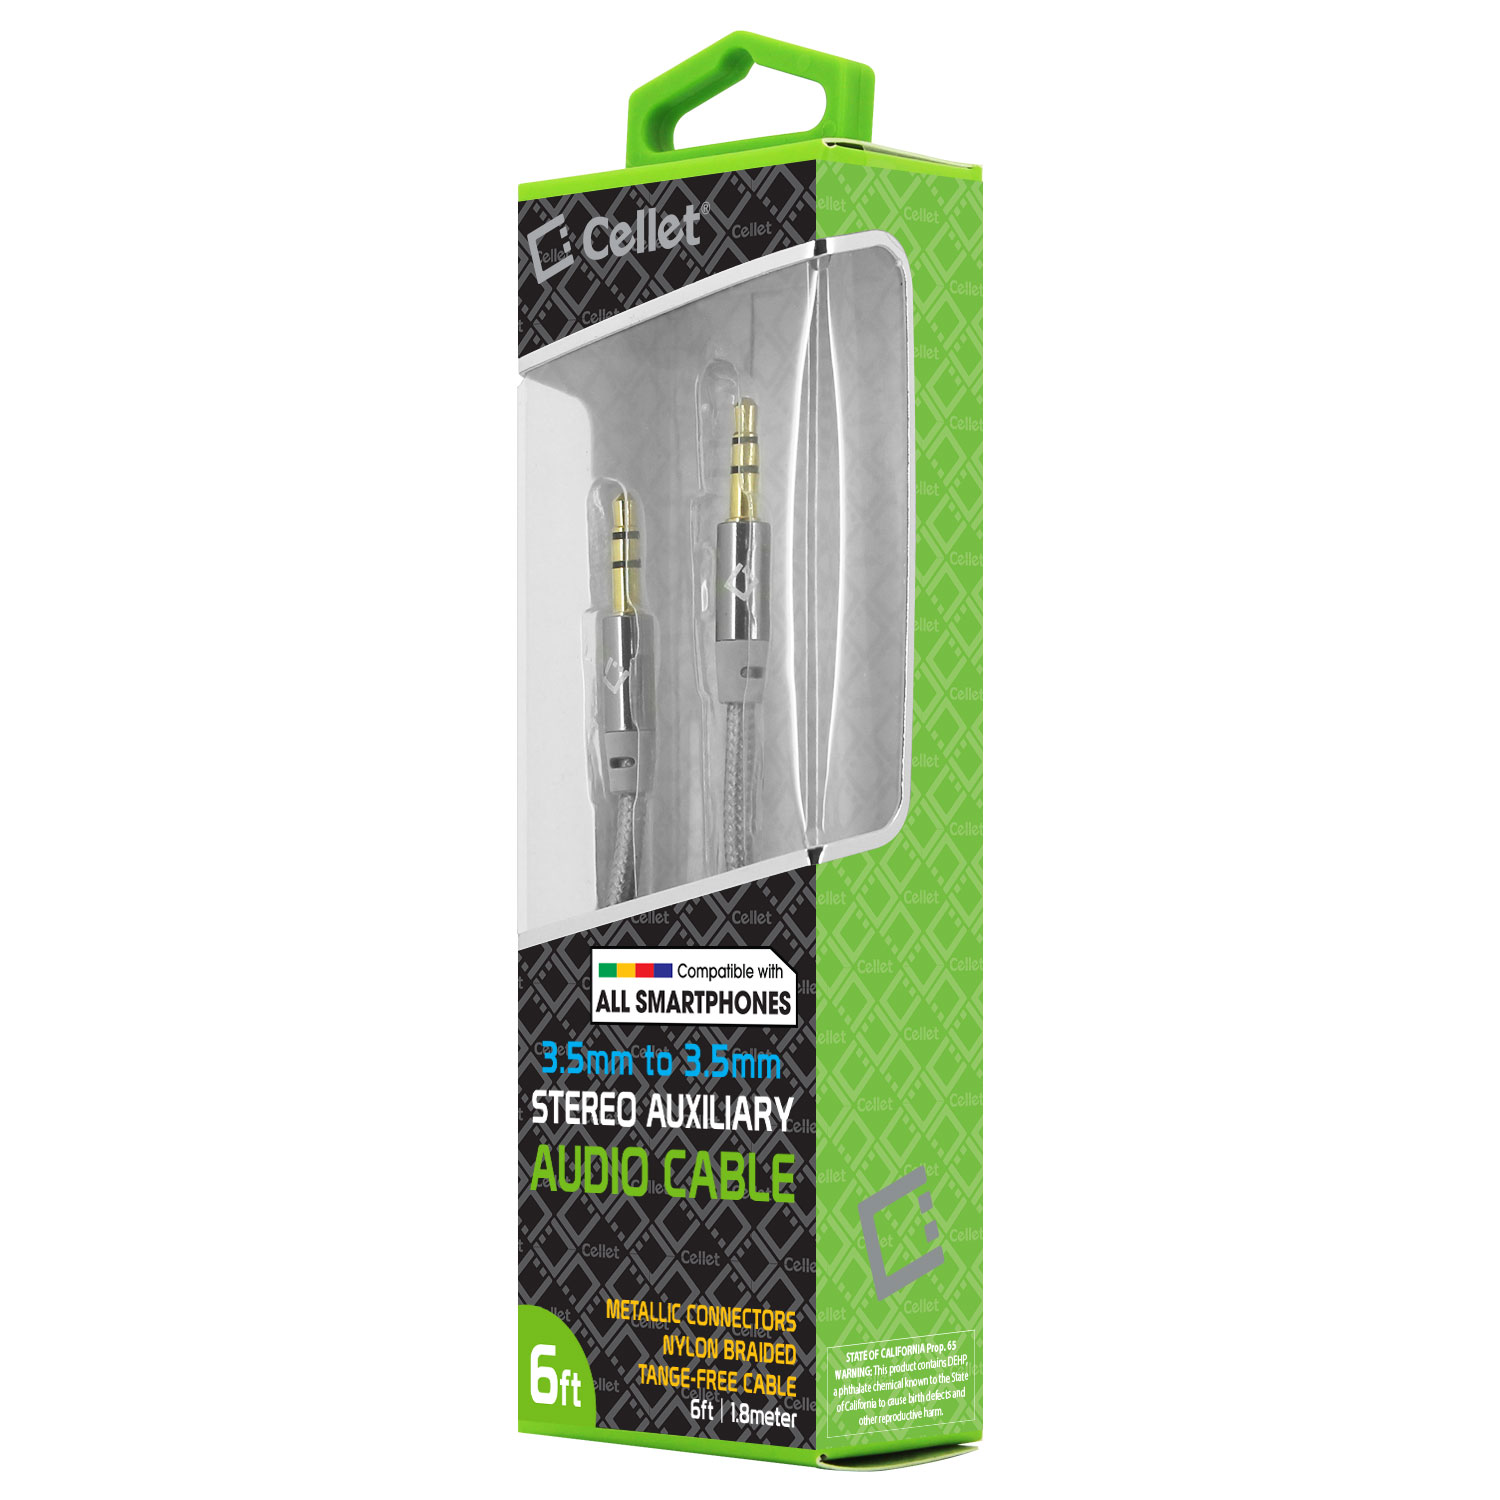 Cellet®
Compatible with
ALL SMARTPHONES
3.5mm to 3.5mm
STEREO AUXILIARY
AUDIO CABLE
METALLIC CONNECTORS
NYLON BRAIDED
TANGE-FREE CABLE
6ft | 1.8meter
6ft
STATE OF CALIFORNIA Prop. 65
WARNING: This product contains DEHP,
a phthalate chemical known to the State
of California to cause birth defects and
other reproductive harm.